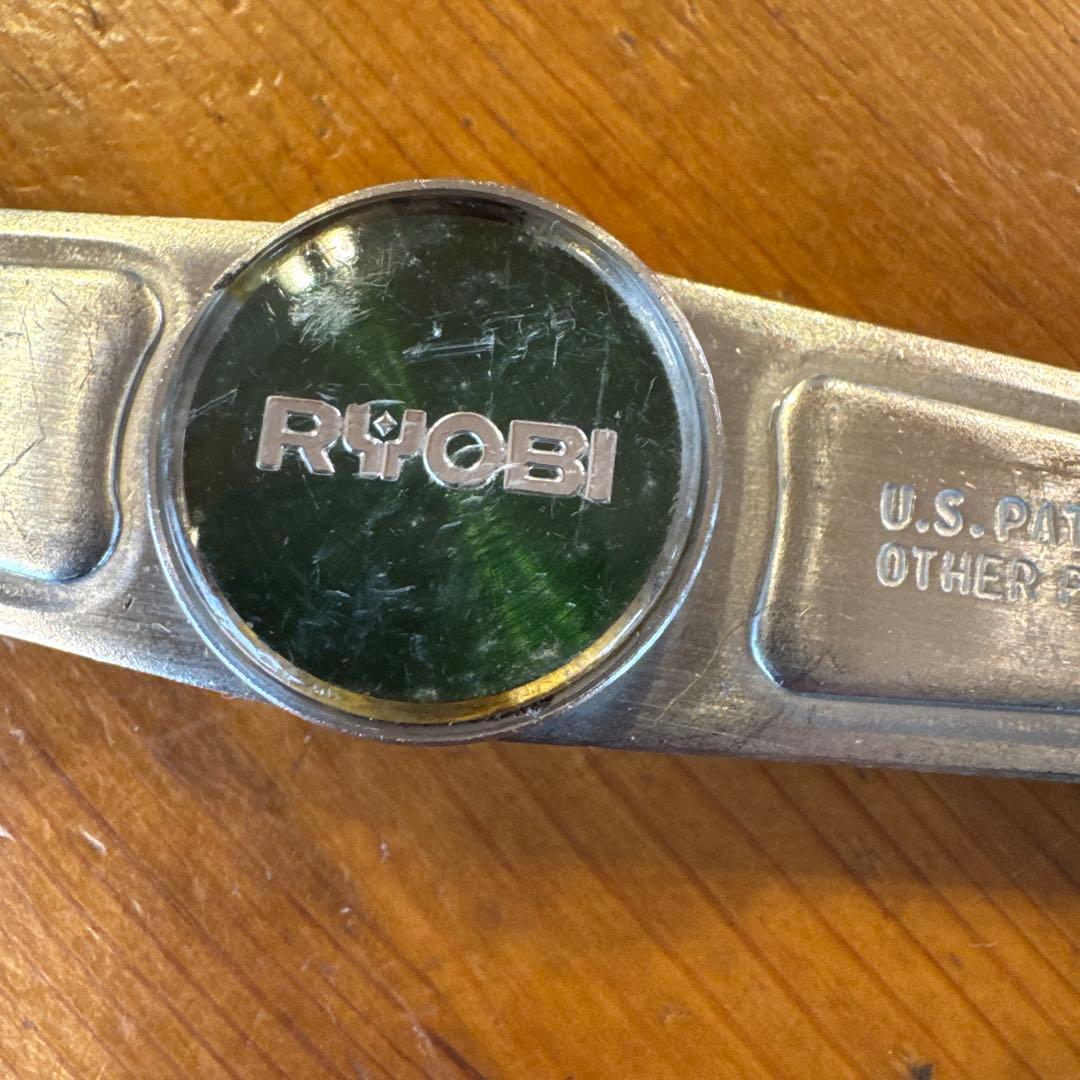 RYOBI
U.S. PAT
OTHER P